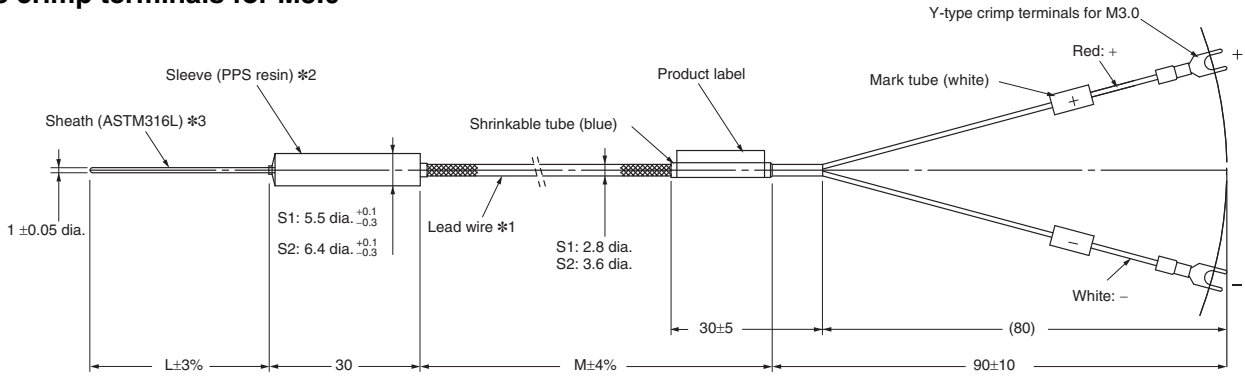 crimp terminals for M3.0
Y-type crimp terminals for M3.0
Red: +
+
Sleeve (PPS resin) *2
Product label
Mark tube (white)
+
Sheath (ASTM316L) *3
Shrinkable tube (blue)
1 ±0.05 dia.
S1: 5.5 dia. +0.1 −0.3
S2: 6.4 dia. +0.1 −0.3
Lead wire *1
S1: 2.8 dia.
S2: 3.6 dia.
−
White: −
−
30±5
(80)
L±3%
30
M±4%
90±10